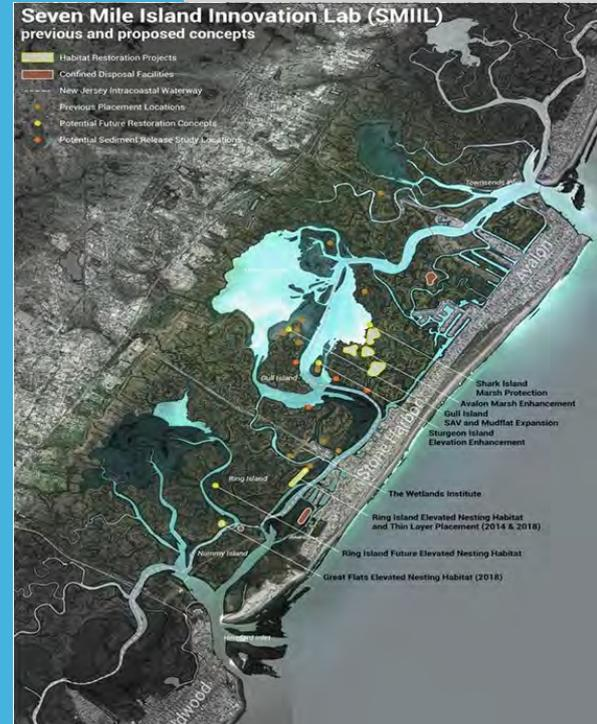 Seven Mile Island Innovation Lab (SMIIL)
previous and proposed concepts
Habitat Restoration Projects
Confined Disposal Facilities
New Jersey Intracoastal Waterway
Previous Placement Locations
Potential Future Restoration Concepts
Potential Sediment Release Study Locations
Townsends
Avalon
Gull Island
Shark Island
Marsh Protection
Avalon Marsh Enhancement
Gull Island
SAV and Mudflat Expansion
Sturgeon Island
Elevation Enhancement
Stone Harbor
The Wetlands Institute
Ring Island
Ring Island Elevated Nesting Habitat
and Thin Layer Placement (2014 & 2018)
Nummy Island
Ring Island Future Elevated Nesting Habitat
Great Flats Elevated Nesting Habitat (2018)
Hereford Inlet